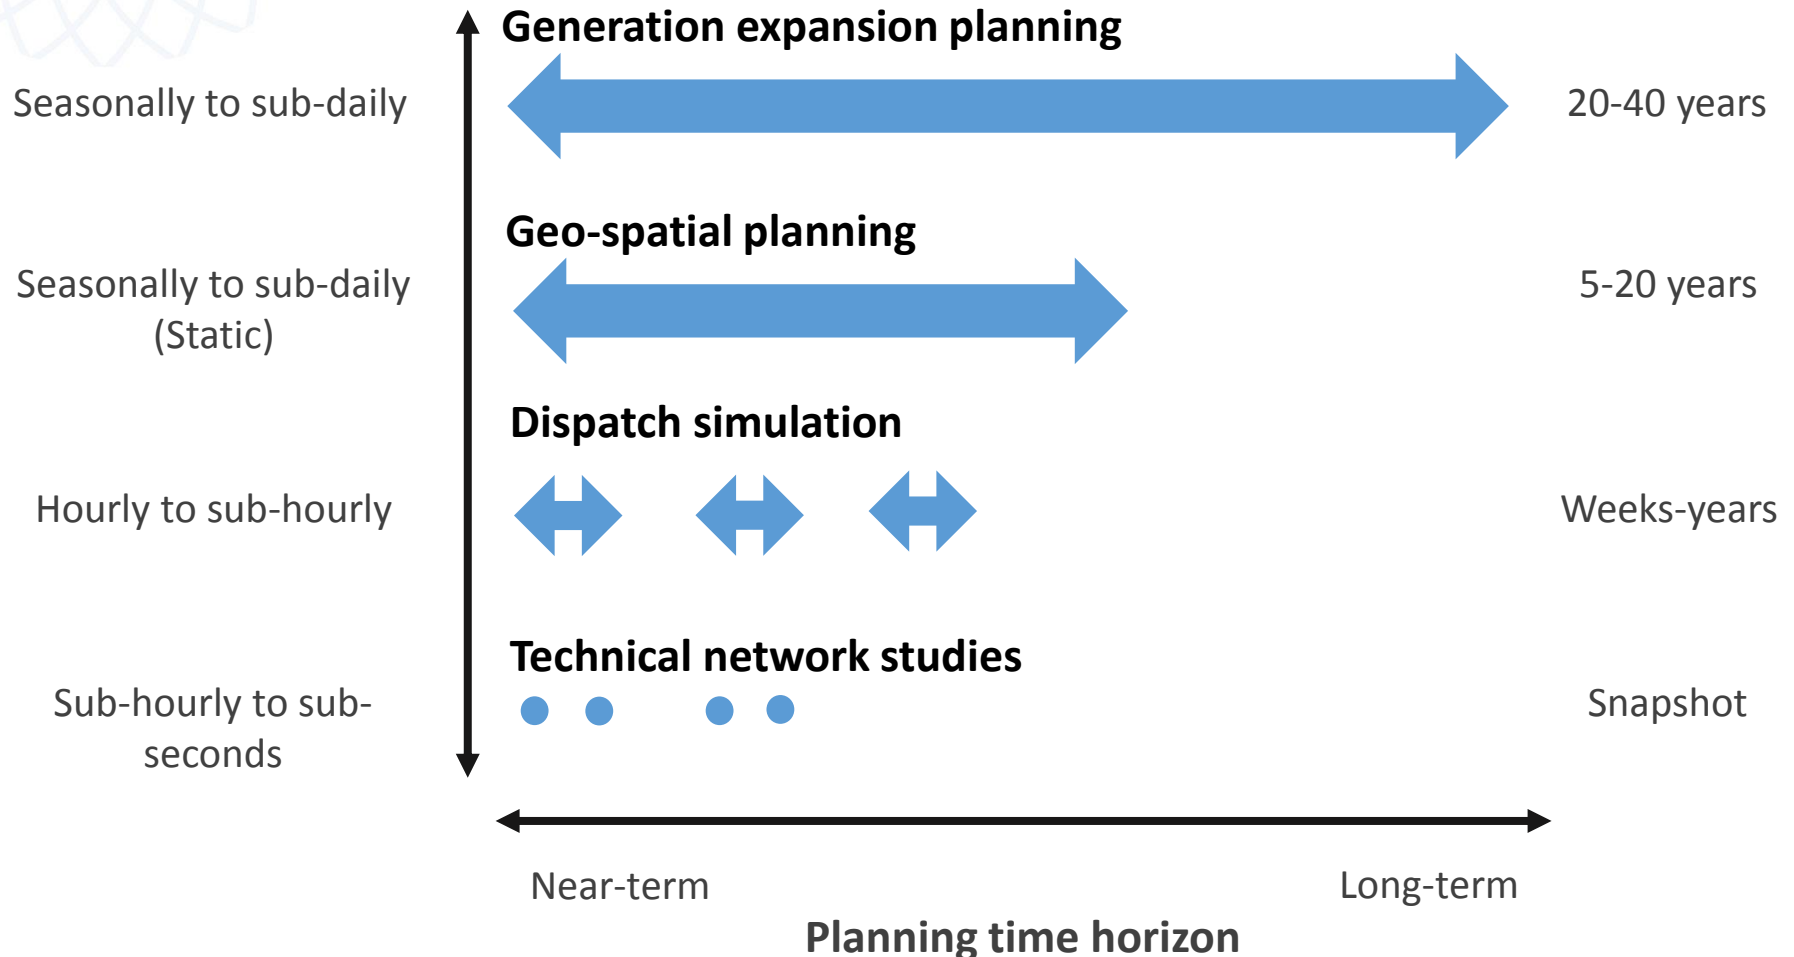 Generation expansion planning
Seasonally to sub-daily
20-40 years
Geo-spatial planning
Seasonally to sub-daily
(Static)
5-20 years
Dispatch simulation
Hourly to sub-hourly
Weeks-years
Technical network studies
Sub-hourly to sub-
seconds
Snapshot
Near-term
Long-term
Planning time horizon